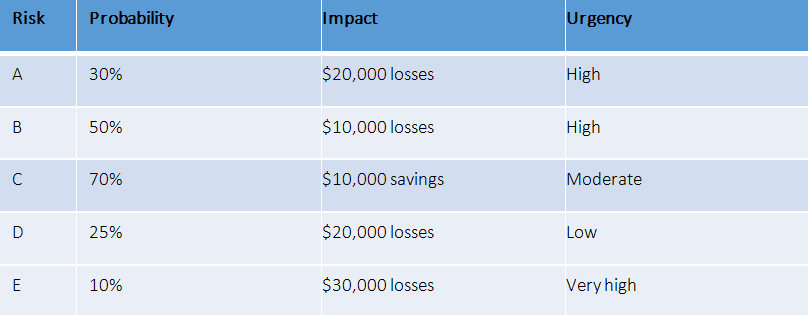 Risk Probability Impact Urgency
A 30% $20,000 losses High
B 50% $10,000 losses High
C 70% $10,000 savings Moderate
D 25% $20,000 losses Low
E 10% $30,000 losses Very high